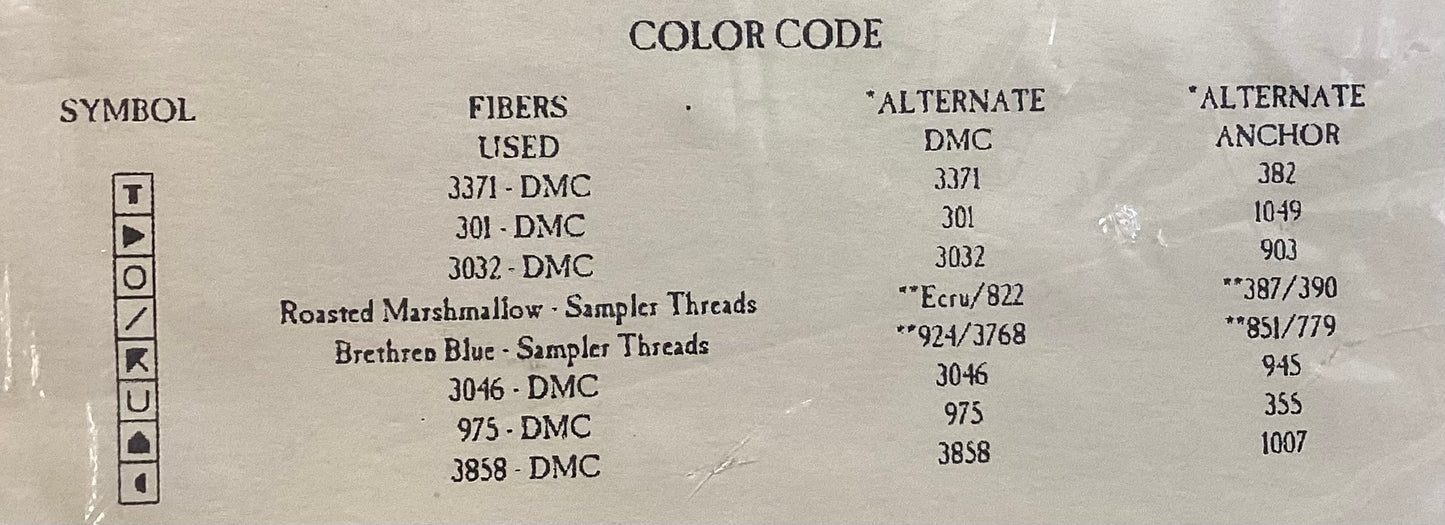 COLOR CODE
SYMBOL FIBERS USED *ALTERNATE DMC *ALTERNATE ANCHOR
T 3371 - DMC 3371 382
▶ 301 - DMC 301 1049
O 3032 - DMC 3032 903
/ Roasted Marshmallow - Sampler Threads **Ecru/822 **387/390
◤ Brethren Blue - Sampler Threads **924/3768 **851/779
U 3046 - DMC 3046 945
☗ 975 - DMC 975 355
◖ 3858 - DMC 3858 1007